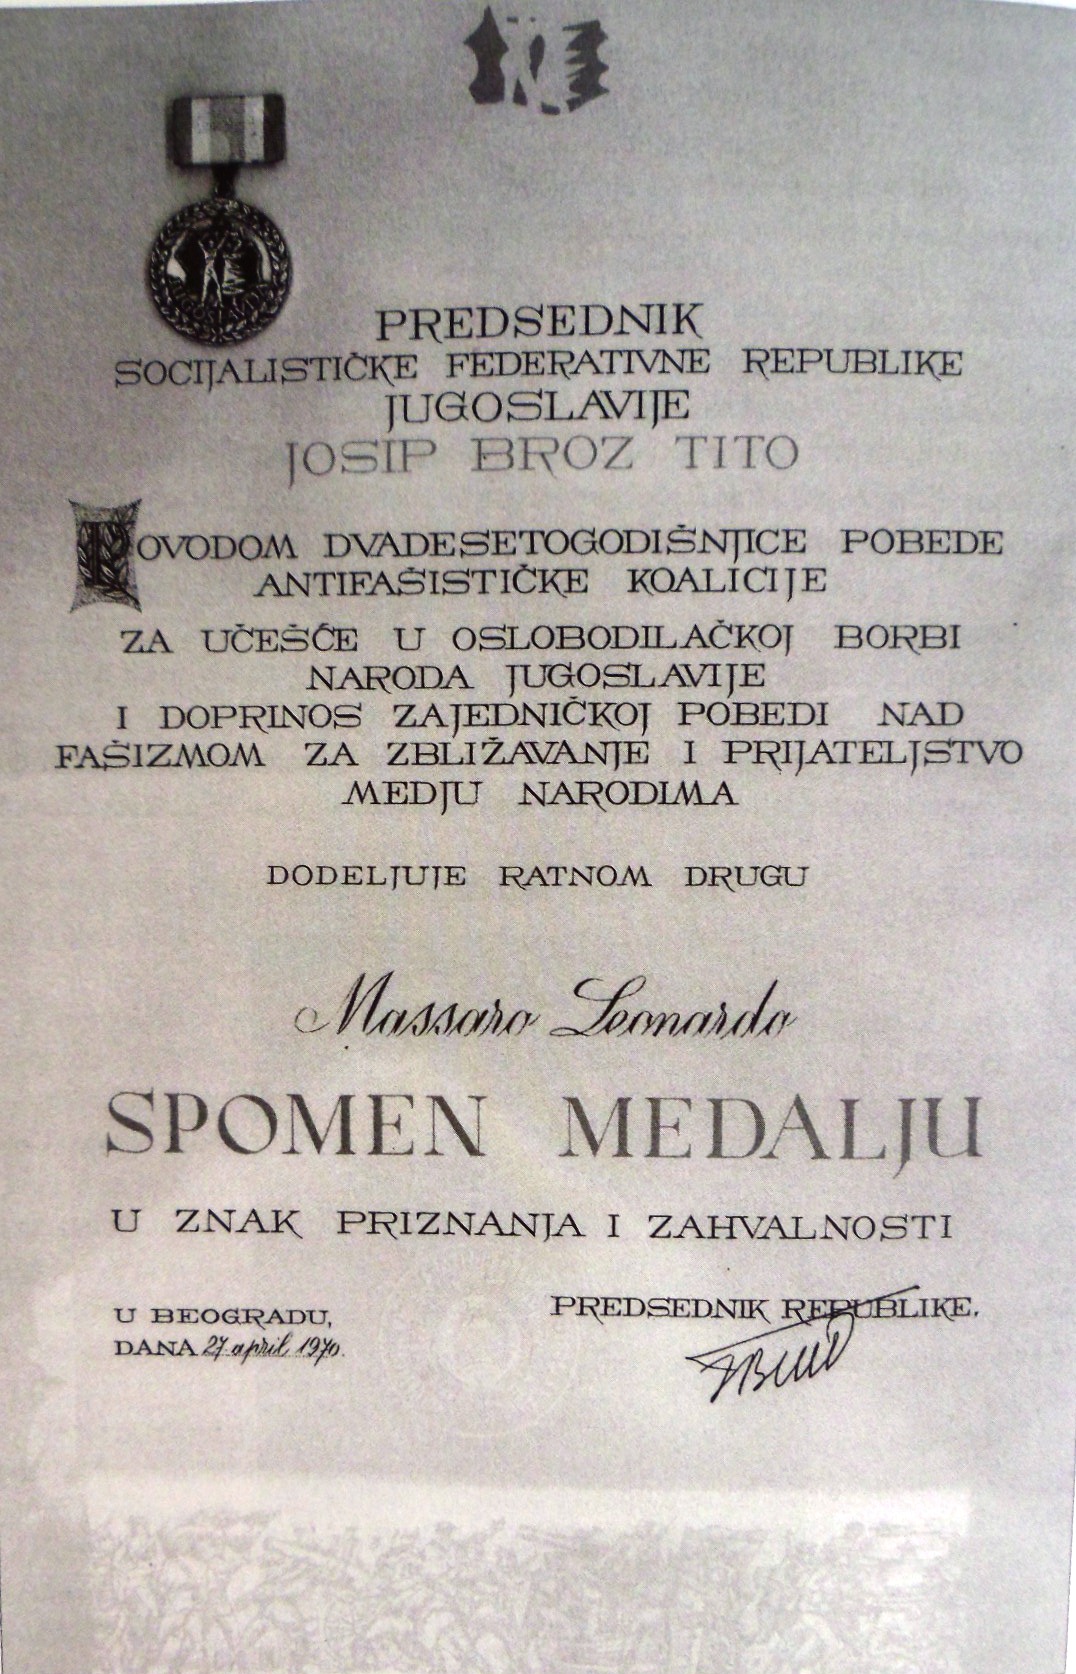 PREDSEDNIK
SOCIJALISTIČKE FEDERATIVNE REPUBLIKE
JUGOSLAVIJE
JOSIP BROZ TITO
POVODOM DVADESETOGODIŠNJICE POBEDE
ANTIFAŠISTIČKE KOALICIJE
ZA UČEŠĆE U OSLOBODILAČKOJ BORBI
NARODA JUGOSLAVIJE
I DOPRINOS ZAJEDNIČKOJ POBEDI NAD
FAŠIZMOM ZA ZBLIŽAVANJE I PRIJATELJSTVO
MEDJU NARODIMA
DODELJUJE RATNOM DRUGU
Massaro Leonardo
SPOMEN MEDALJU
U ZNAK PRIZNANJA I ZAHVALNOSTI
U BEOGRADU,
DANA 27 april 1970.
PREDSEDNIK REPUBLIKE.